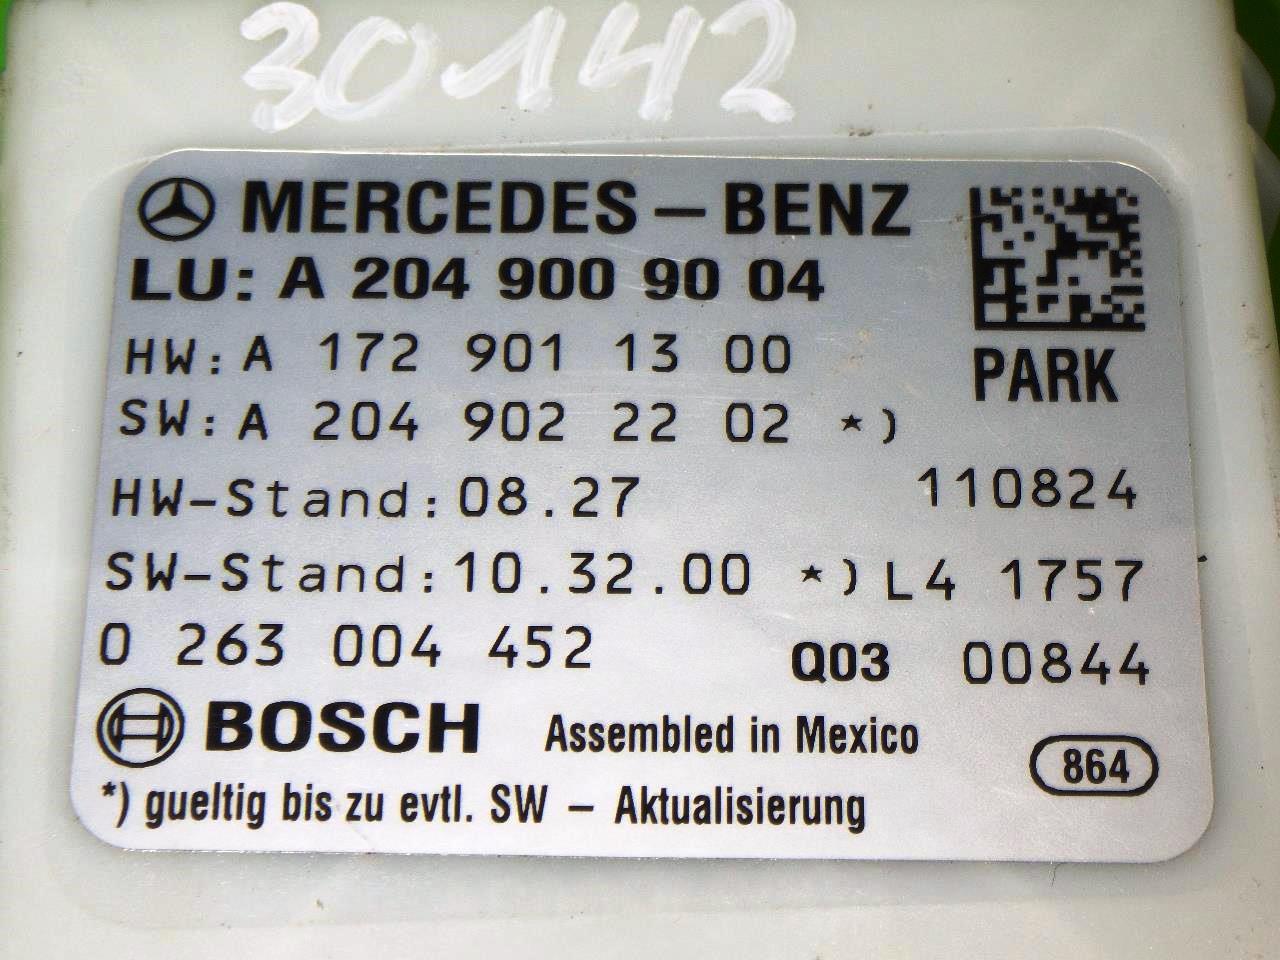 30142
MERCEDES – BENZ
LU: A 204 900 90 04
HW: A 172 901 13 00
PARK
SW: A 204 902 22 02 *)
HW-Stand: 08.27 110824
SW-Stand: 10.32.00 *) L4 1757
0 263 004 452 Q03 00844
BOSCH Assembled in Mexico
864
*) gueltig bis zu evtl. SW – Aktualisierung